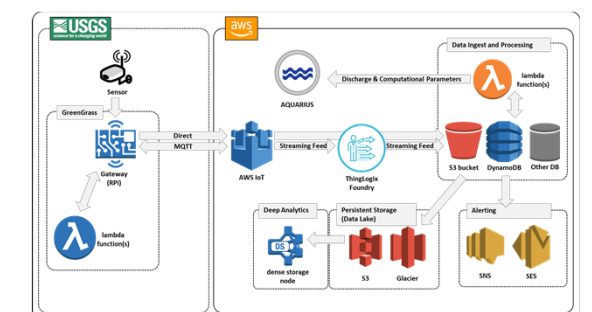 USGS
science for a changing world
aws
Sensor
GreenGrass
Gateway
(RPi)
lambda
function(s)
Direct
MQTT
AWS IoT
Streaming Feed
ThingLogix
Foundry
Streaming Feed
AQUARIUS
Discharge & Computational Parameters
Data Ingest and Processing
lambda
function(s)
S3 bucket
DynamoDB
Other DB
Deep Analytics
DS
dense storage
node
Persistent Storage
(Data Lake)
S3
Glacier
Alerting
SNS
SES